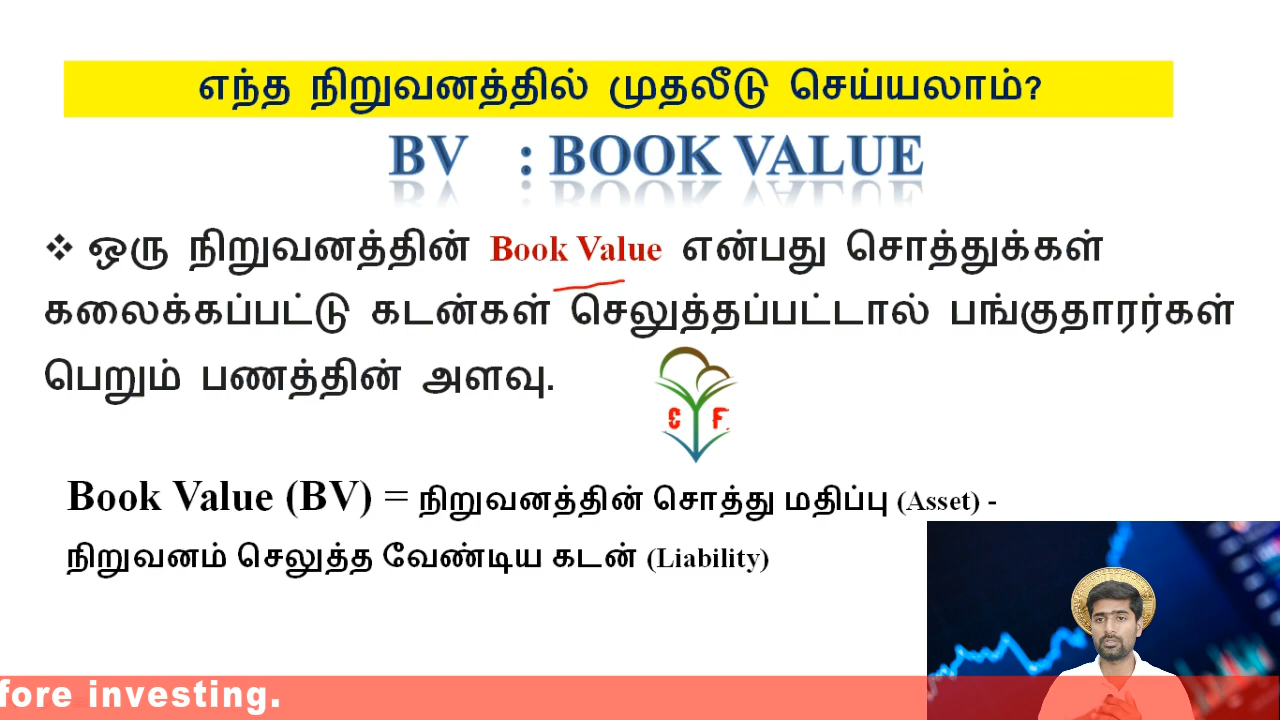 எந்த நிறுவனத்தில் முதலீடு செய்யலாம்?
BV : BOOK VALUE
❖ ஒரு நிறுவனத்தின் Book Value என்பது சொத்துக்கள்
கலைக்கப்பட்டு கடன்கள் செலுத்தப்பட்டால் பங்குதாரர்கள்
பெறும் பணத்தின் அளவு.
E F.
Book Value (BV) = நிறுவனத்தின் சொத்து மதிப்பு (Asset) -
நிறுவனம் செலுத்த வேண்டிய கடன் (Liability)
fore investing.